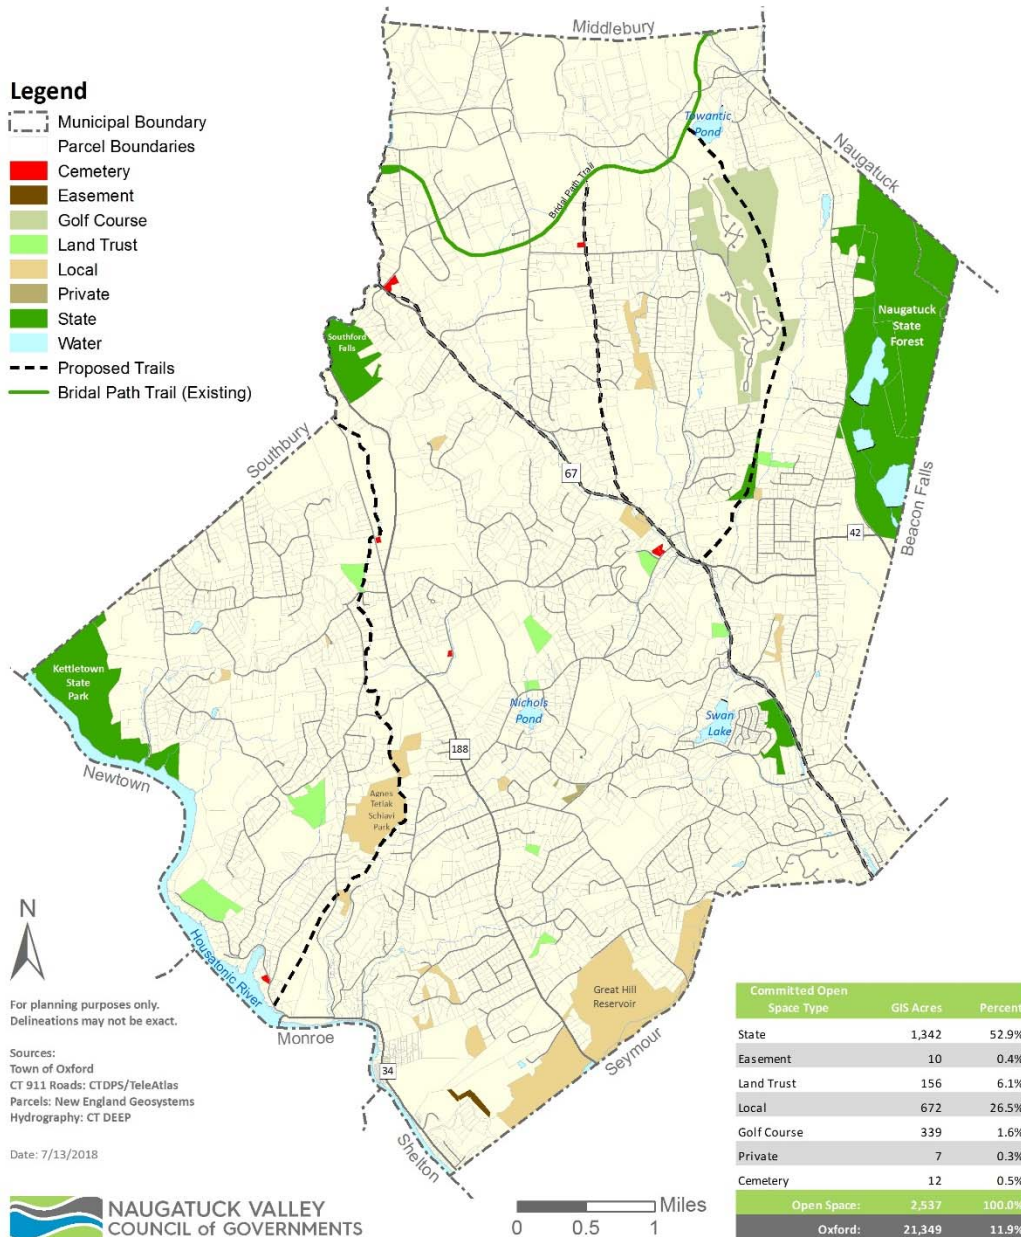 Middlebury
Legend
Municipal Boundary
Parcel Boundaries
Cemetery
Easement
Golf Course
Land Trust
Local
Private
State
Water
Proposed Trails
Bridal Path Trail (Existing)
Towantic
Pond
Naugatuck
Bridal Path Trail
Naugatuck
State
Forest
Southford
Falls
Southbury
67
42
Beacon Falls
Kettletown
State
Park
Nichols
Pond
Swan
Lake
188
Newtown
Agnes
Tetlak
Schiavi
Park
N
Housatonic River
Great Hill
Reservoir
For planning purposes only.
Delineations may not be exact.
Monroe
Seymour
Sources:
Town of Oxford
CT 911 Roads: CTDPS/TeleAtlas
Parcels: New England Geosystems
Hydrography: CT DEEP
34
Shelton
Date: 7/13/2018
NAUGATUCK VALLEY
COUNCIL of GOVERNMENTS
Miles
0 0.5 1
Committed Open
Space Type GIS Acres Percent
State 1,342 52.9%
Easement 10 0.4%
Land Trust 156 6.1%
Local 672 26.5%
Golf Course 339 1.6%
Private 7 0.3%
Cemetery 12 0.5%
Open Space: 2,537 100.0%
Oxford: 21,349 11.9%